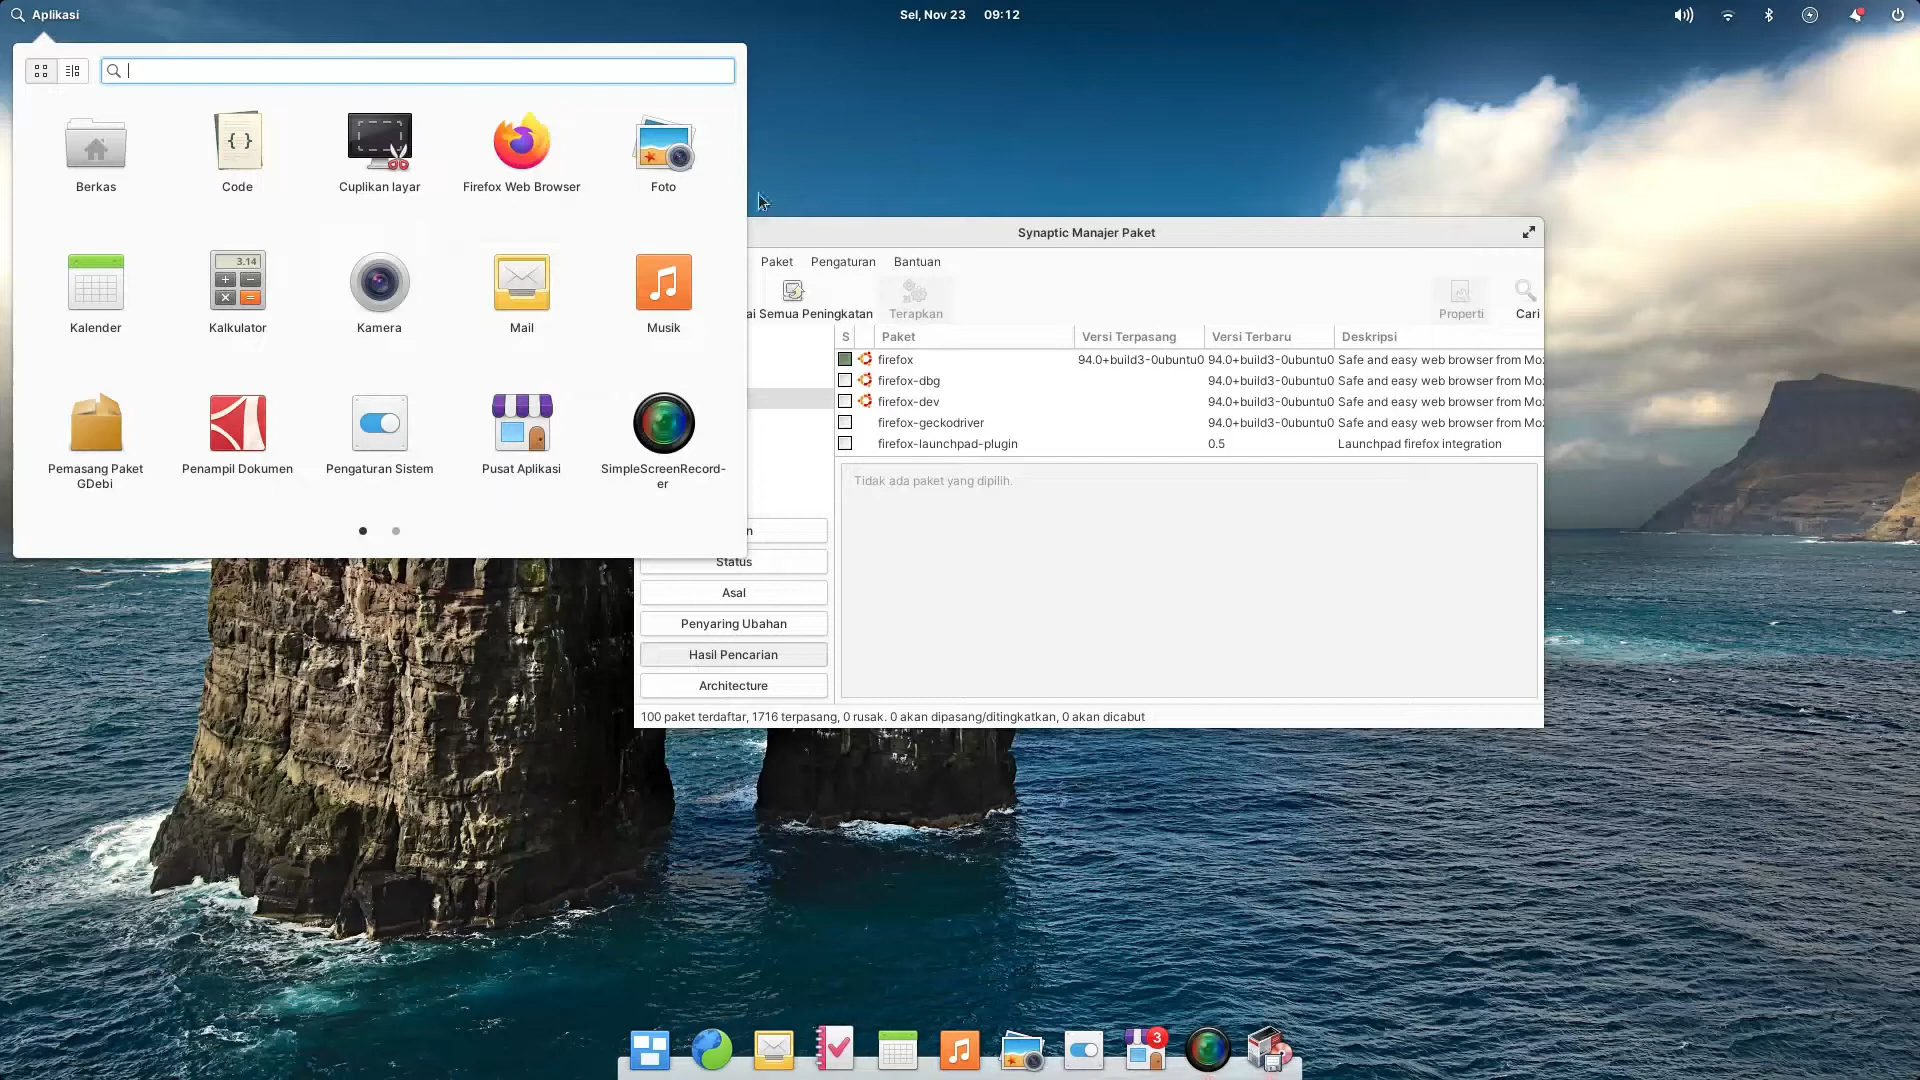 Aplikasi
Sel, Nov 23 09:12
Berkas
Code
Cuplikan layar
Firefox Web Browser
Foto
3.14
Kalender
Kalkulator
Kamera
Mail
Musik
Pemasang Paket
GDebi
Penampil Dokumen
Pengaturan Sistem
Pusat Aplikasi
SimpleScreenRecord-
er
Synaptic Manajer Paket
Paket Pengaturan Bantuan
ai Semua Peningkatan
Terapkan
Properti
Cari
S Paket Versi Terpasang Versi Terbaru Deskripsi
firefox 94.0+build3-0ubuntu0 94.0+build3-0ubuntu0 Safe and easy web browser from Moz
firefox-dbg 94.0+build3-0ubuntu0 Safe and easy web browser from Moz
firefox-dev 94.0+build3-0ubuntu0 Safe and easy web browser from Moz
firefox-geckodriver 94.0+build3-0ubuntu0 Safe and easy web browser from Moz
firefox-launchpad-plugin 0.5 Launchpad firefox integration
Tidak ada paket yang dipilih.
n
Status
Asal
Penyaring Ubahan
Hasil Pencarian
Architecture
100 paket terdaftar, 1716 terpasang, 0 rusak. 0 akan dipasang/ditingkatkan, 0 akan dicabut
3